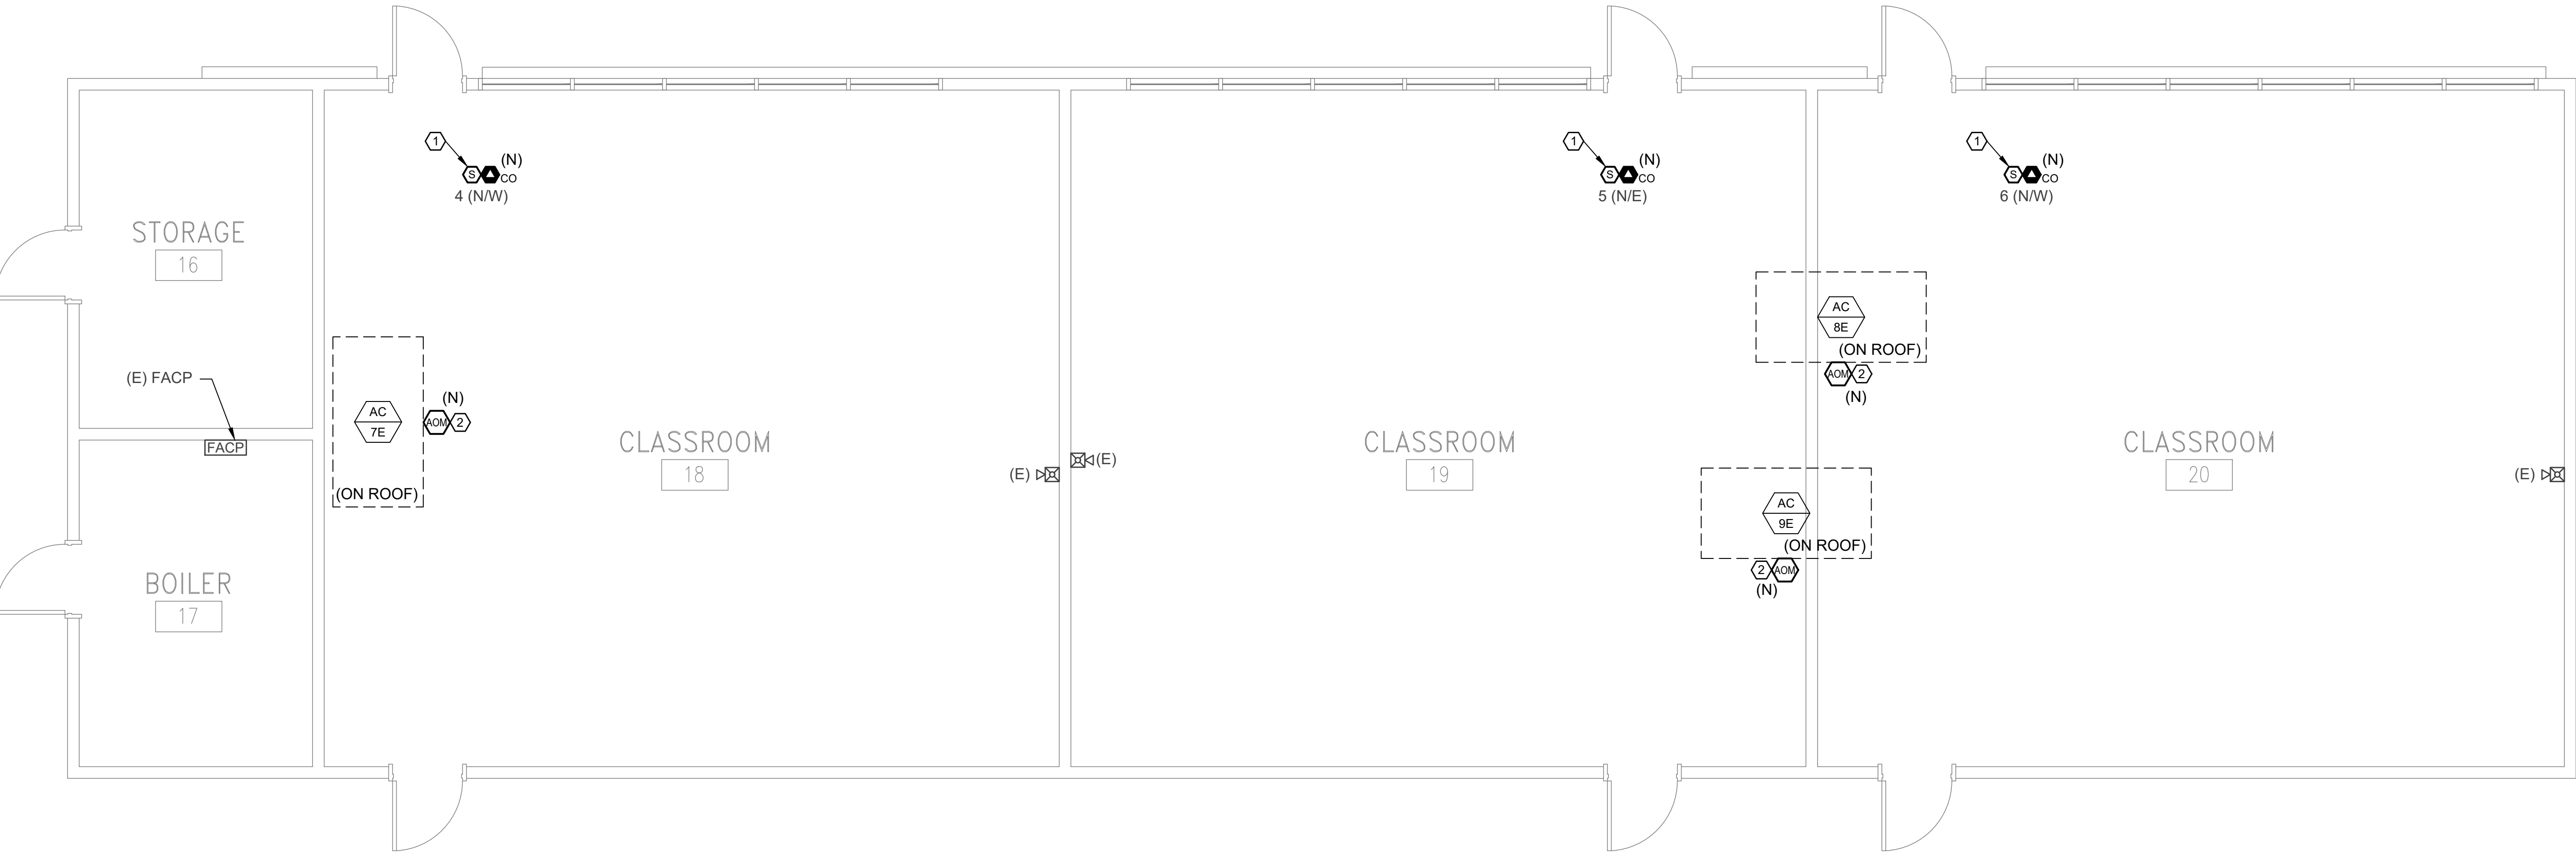 1
(N)
S
CO
4 (N/W)
1
(N)
S
CO
5 (N/E)
1
(N)
S
CO
6 (N/W)
STORAGE
16
(E) FACP
FACP
BOILER
17
AC
7E
(ON ROOF)
(N)
AOM
2
CLASSROOM
18
(E)
(E)
CLASSROOM
19
AC
8E
(ON ROOF)
AOM
2
(N)
AC
9E
(ON ROOF)
2
AOM
(N)
CLASSROOM
20
(E)